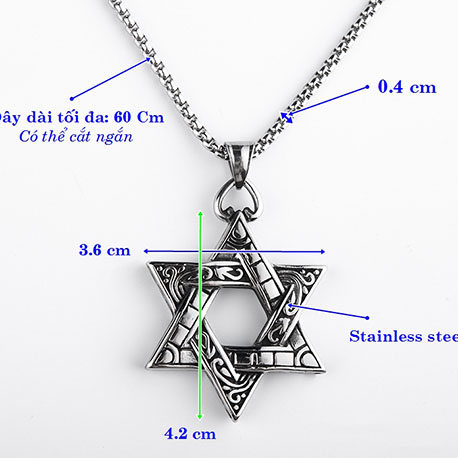 0.4 cm
ây dài tối đa: 60 Cm
Có thể cắt ngắn
3.6 cm
Stainless stee
4.2 cm